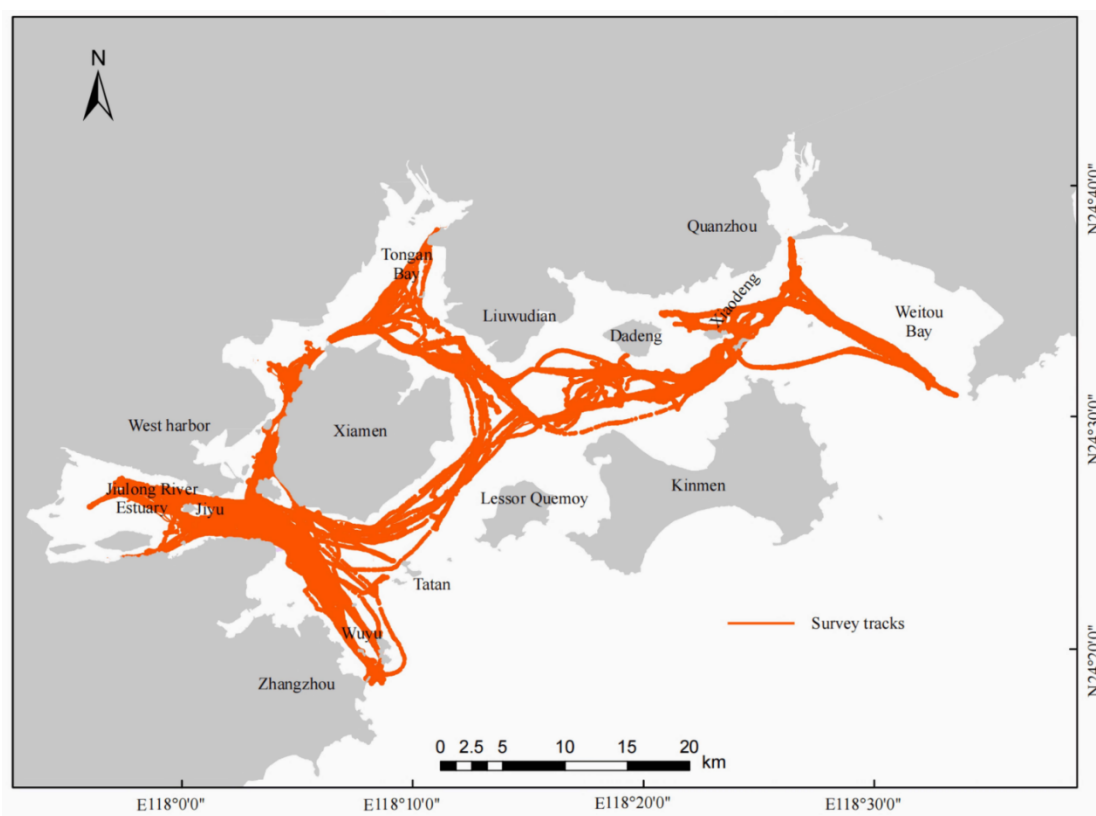 N
N24°40'0"
Quanzhou
Tongan
Bay
Xiaodeng
Weitou
Bay
Liuwudian
Dadeng
N24°30'0"
West harbor
Xiamen
Kinmen
Jiulong River
Estuary
Jiyu
Lessor Quemoy
Tatan
Survey tracks
Wuyu
N24°20'0"
Zhangzhou
0 2.5 5 10 15 20
km
E118°0'0"
E118°10'0"
E118°20'0"
E118°30'0"